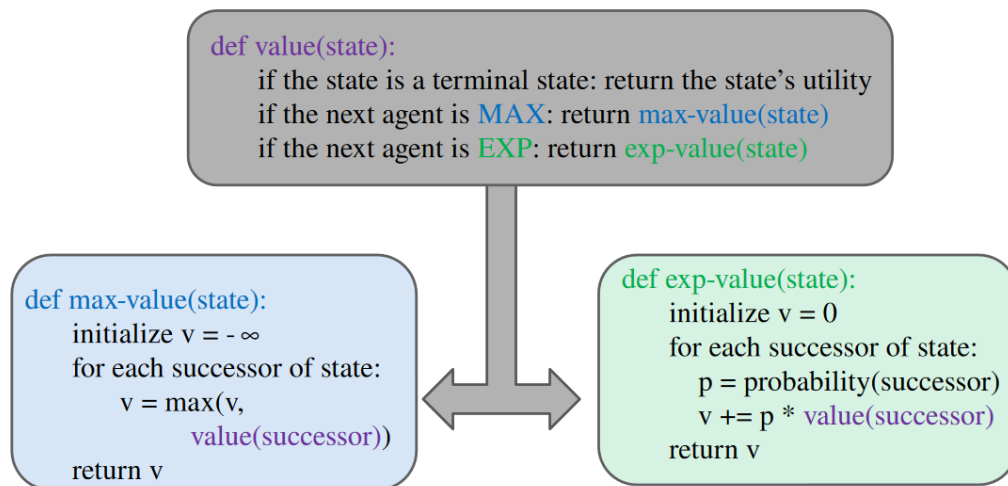 def value(state):
if the state is a terminal state: return the state’s utility
if the next agent is MAX: return max-value(state)
if the next agent is EXP: return exp-value(state)
def max-value(state):
initialize v = - ∞
for each successor of state:
v = max(v,
value(successor))
return v
def exp-value(state):
initialize v = 0
for each successor of state:
p = probability(successor)
v += p * value(successor)
return v